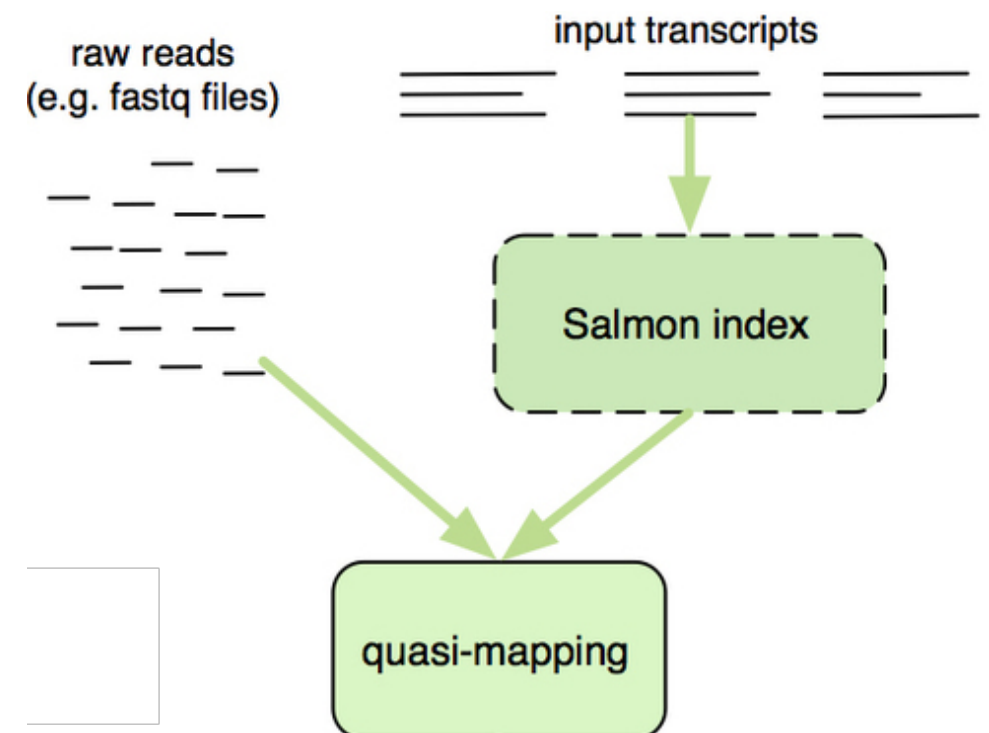 raw reads
(e.g. fastq files)
input transcripts
Salmon index
quasi-mapping